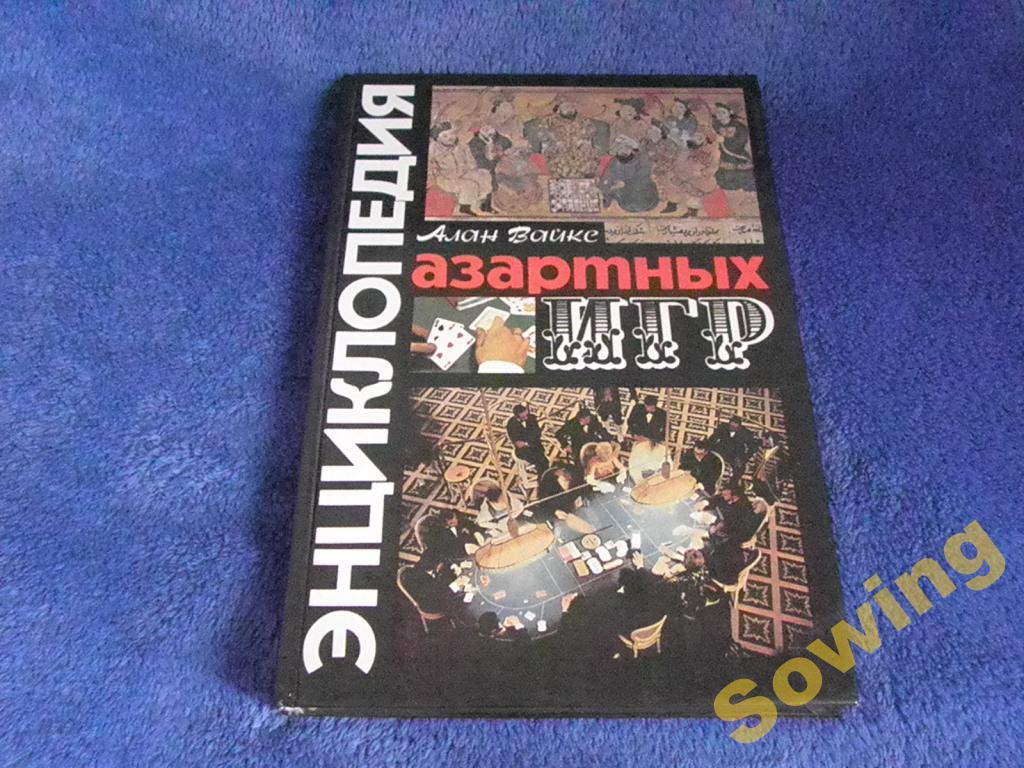 ЭНЦИКЛОПЕДИЯ
Алан Вайкс
азартных
ИГР
Sowing